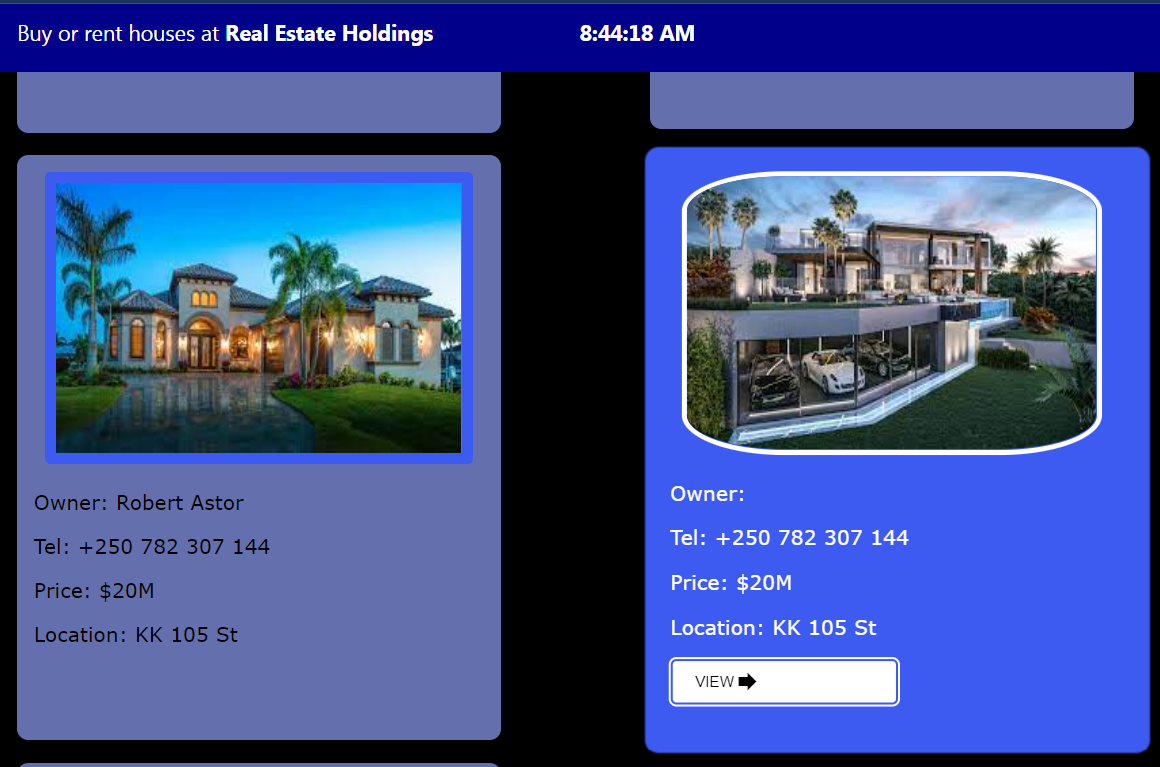 Buy or rent houses at Real Estate Holdings
8:44:18 AM
Owner: Robert Astor
Tel: +250 782 307 144
Price: $20M
Location: KK 105 St
Owner:
Tel: +250 782 307 144
Price: $20M
Location: KK 105 St
VIEW